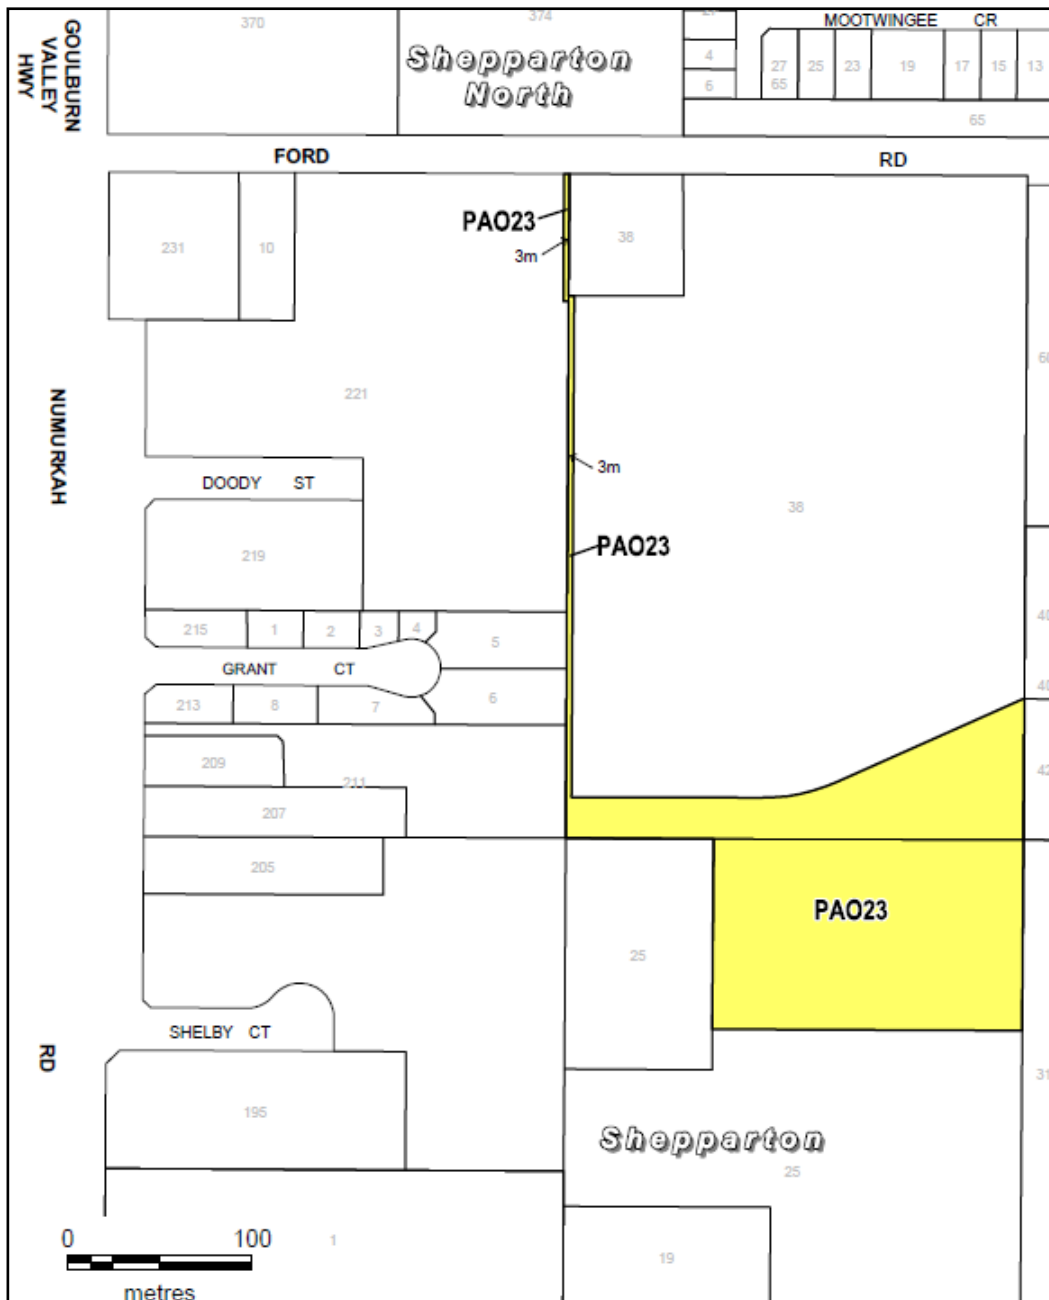 370
374
4
6
MOOTWINGEE CR
27
65
25
23
19
17
15
13
65
GOULBURN
VALLEY
HWY
Shepparton
North
FORD RD
231
10
PAO23
3m
38
221
NUMURKAH
3m
38
DOODY ST
PAO23
219
215
1
2
3
4
5
GRANT CT
213
8
7
6
209
211
207
205
PAO23
25
SHELBY CT
RD
195
Shepparton
25
0 100
metres
1
19